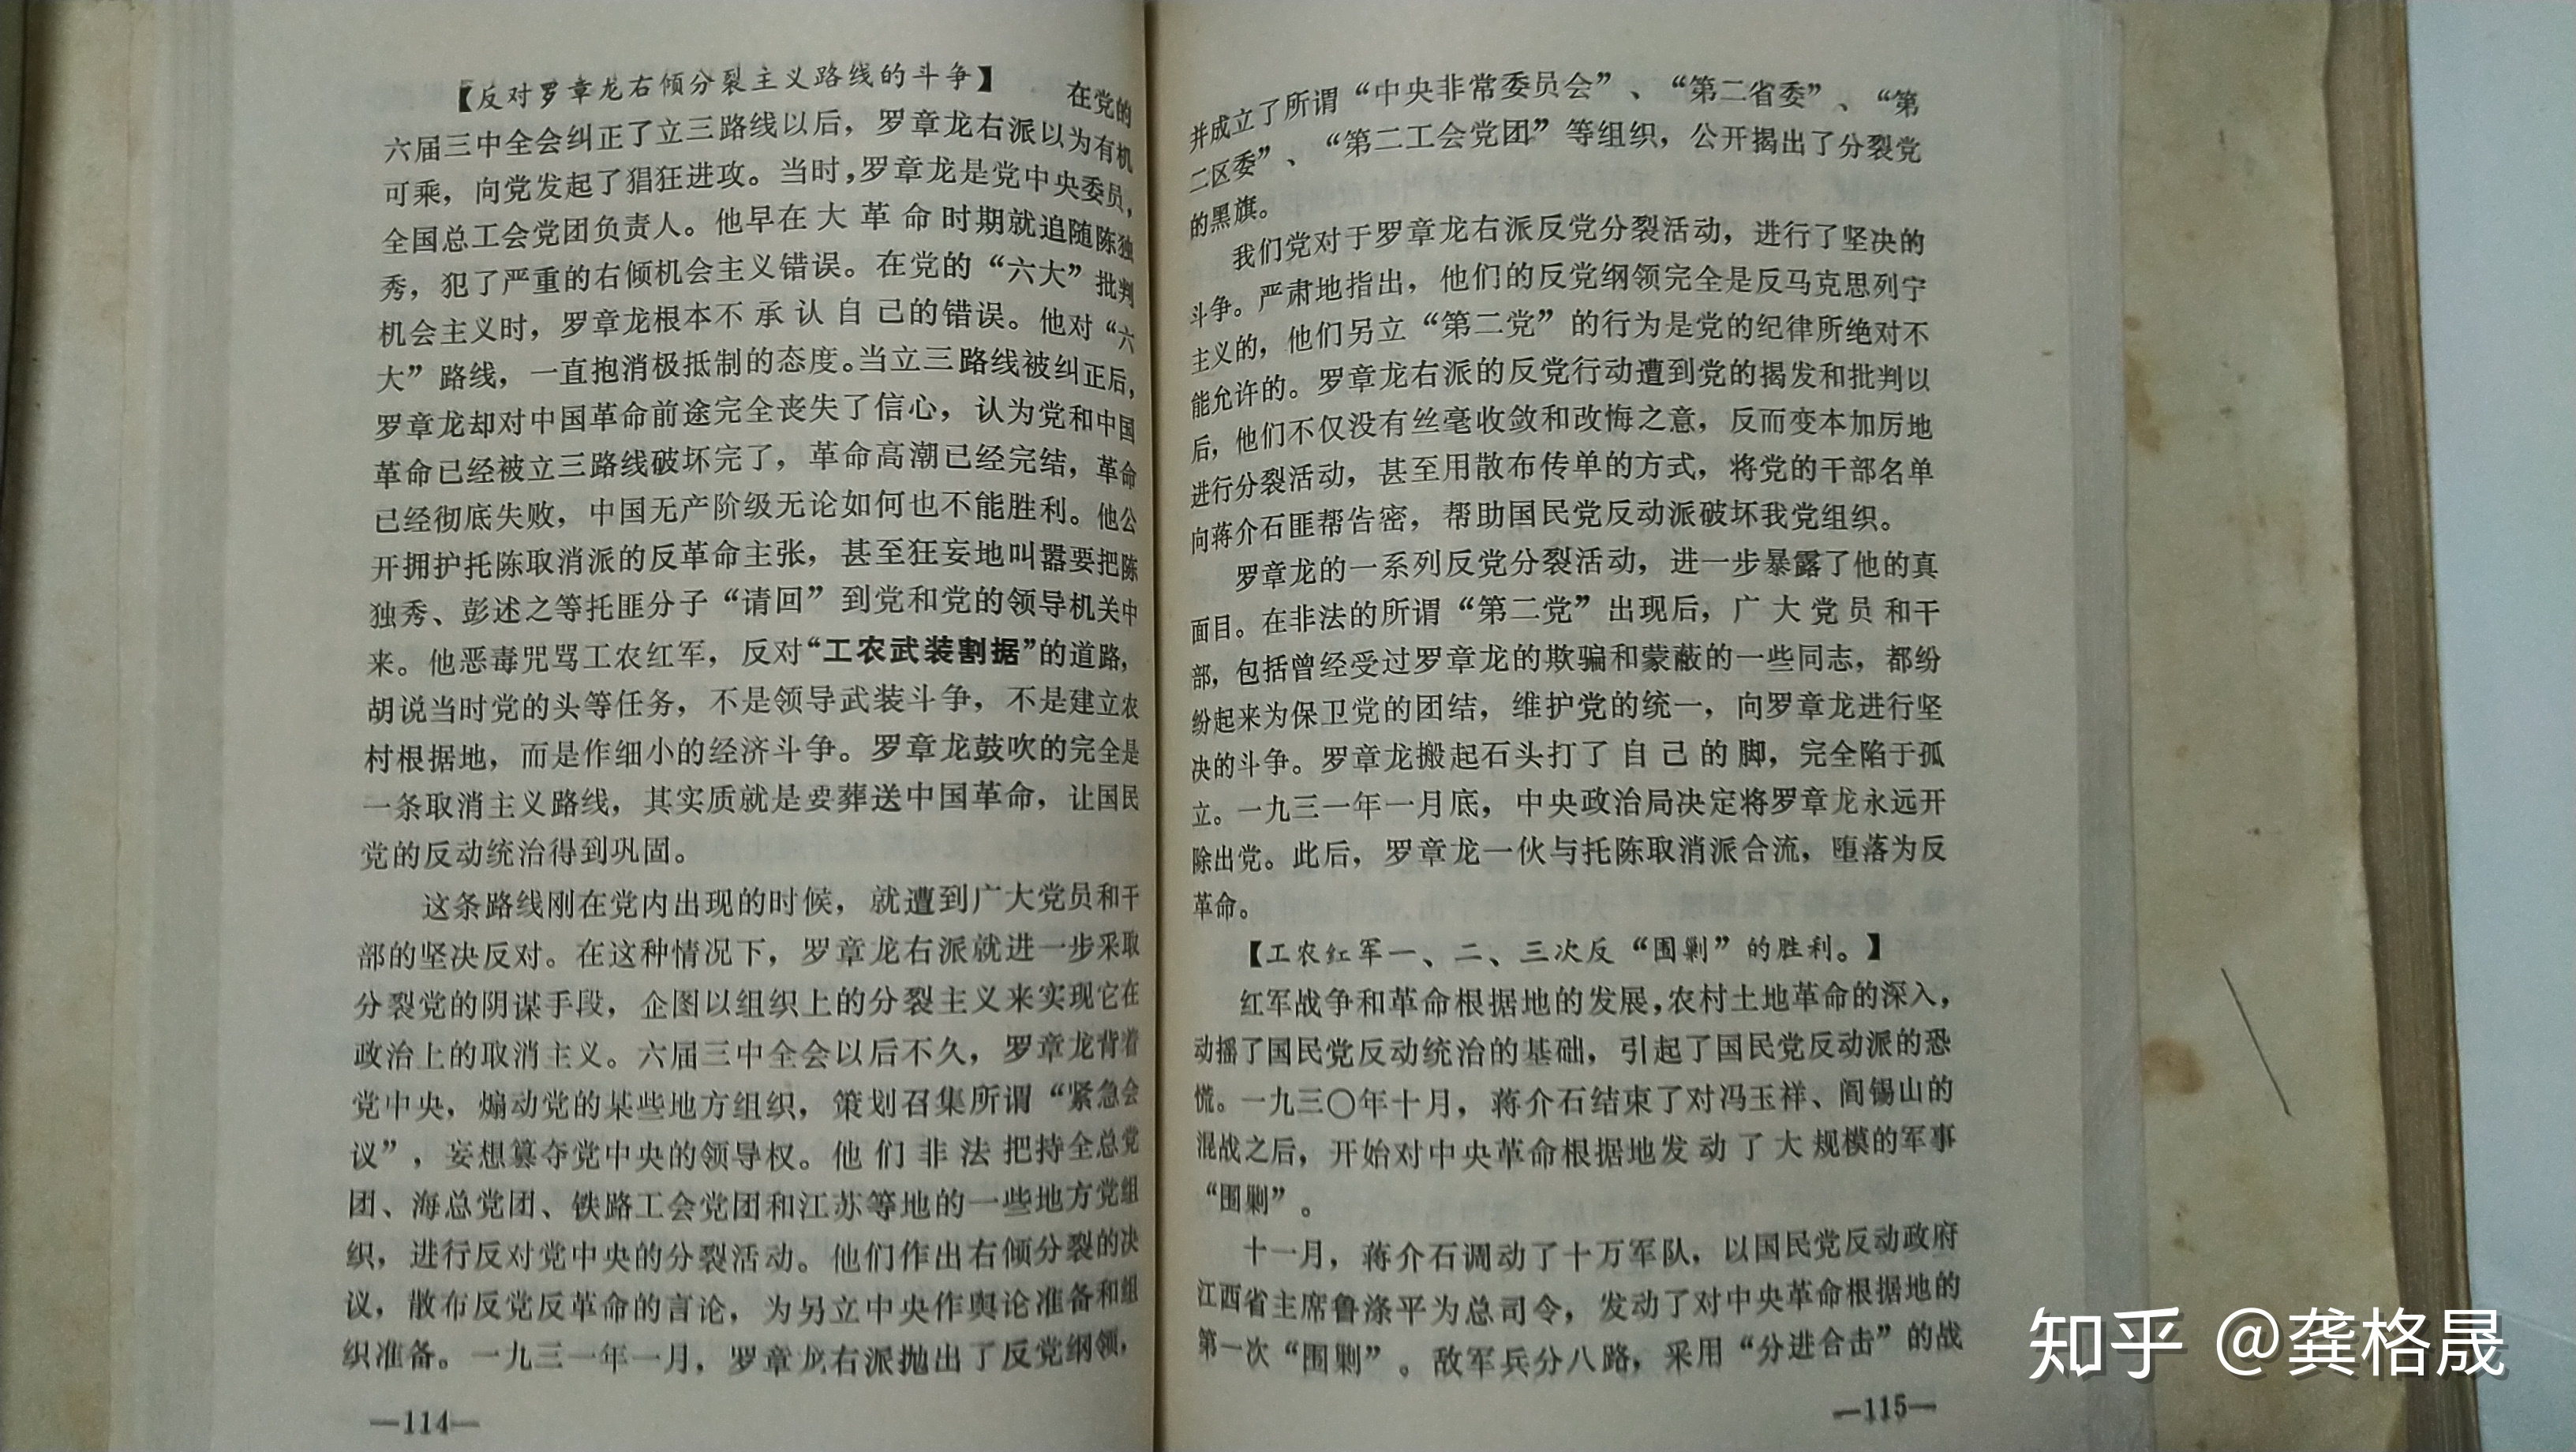 【反对罗章龙右倾分裂主义路线的斗争】 在党的
六届三中全会纠正了立三路线以后，罗章龙右派以为有机
可乘，向党发起了猖狂进攻。当时，罗章龙是党中央委员，
全国总工会党团负责人。他早在大革命时期就追随陈独
秀，犯了严重的右倾机会主义错误。在党的“六大”批判
机会主义时，罗章龙根本不承认自己的错误。他对“六
大”路线，一直抱消极抵制的态度。当立三路线被纠正后，
罗章龙却对中国革命前途完全丧失了信心，认为党和中国
革命已经被立三路线破坏完了，革命高潮已经完结，革命
已经彻底失败，中国无产阶级无论如何也不能胜利。他公
开拥护托陈取消派的反革命主张，甚至狂妄地叫嚣要把陈
独秀、彭述之等托匪分子“请回”到党和党的领导机关中
来。他恶毒咒骂工农红军，反对“工农武装割据”的道路，
胡说当时党的头等任务，不是领导武装斗争，不是建立农
村根据地，而是作细小的经济斗争。罗章龙鼓吹的完全是
一条取消主义路线，其实质就是要葬送中国革命，让国民
党的反动统治得到巩固。
这条路线刚在党内出现的时候，就遭到广大党员和干
部的坚决反对。在这种情况下，罗章龙右派就进一步采取
分裂党的阴谋手段，企图以组织上的分裂主义来实现它在
政治上的取消主义。六届三中全会以后不久，罗章龙背着
党中央，煽动党的某些地方组织，策划召集所谓“紧急会
议”，妄想篡夺党中央的领导权。他们非法把持全总党
团、海总党团、铁路工会党团和江苏等地的一些地方党组
织，进行反对党中央的分裂活动。他们作出右倾分裂的决
议，散布反党反革命的言论，为另立中央作舆论准备和组
织准备。一九三一年一月，罗章龙右派抛出了反党纲领，
—114—
并成立了所谓“中央非常委员会”、“第二省委”、“第
二区委”、“第二工会党团”等组织，公开揭出了分裂党
的黑旗。
我们党对于罗章龙右派反党分裂活动，进行了坚决的
斗争。严肃地指出，他们的反党纲领完全是反马克思列宁
主义的，他们另立“第二党”的行为是党的纪律所绝对不
能允许的。罗章龙右派的反党行动遭到党的揭发和批判以
后，他们不仅没有丝毫收敛和改悔之意，反而变本加厉地
进行分裂活动，甚至用散布传单的方式，将党的干部名单
向蒋介石匪帮告密，帮助国民党反动派破坏我党组织。
罗章龙的一系列反党分裂活动，进一步暴露了他的真
面目。在非法的所谓“第二党”出现后，广大党员和干
部，包括曾经受过罗章龙的欺骗和蒙蔽的一些同志，都纷
纷起来为保卫党的团结，维护党的统一，向罗章龙进行坚
决的斗争。罗章龙搬起石头打了自己的脚，完全陷于孤
立。一九三一年一月底，中央政治局决定将罗章龙永远开
除出党。此后，罗章龙一伙与托陈取消派合流，堕落为反
革命。
【工农红军一、二、三次反“围剿”的胜利。】
红军战争和革命根据地的发展，农村土地革命的深入，
动摇了国民党反动统治的基础，引起了国民党反动派的恐
慌。一九三〇年十月，蒋介石结束了对冯玉祥、阎锡山的
混战之后，开始对中央革命根据地发动了大规模的军事
“围剿”。
十一月，蒋介石调动了十万军队，以国民党反动政府
江西省主席鲁涤平为总司令，发动了对中央革命根据地的
第一次“围剿”。敌军兵分八路，采用“分进合击”的战
—115—
知乎 @龚格晟